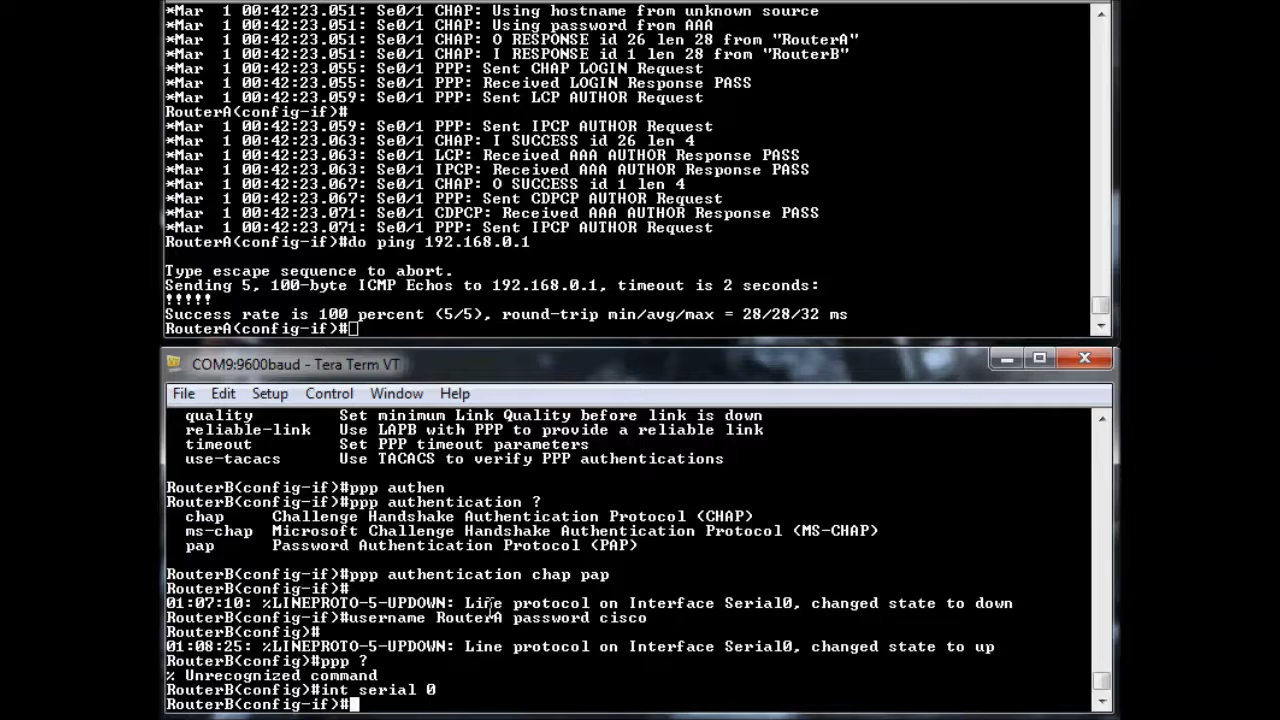 *Mar  1 00:42:23.051: Se0/1 CHAP: Using hostname from unknown source
*Mar  1 00:42:23.051: Se0/1 CHAP: Using password from AAA
*Mar  1 00:42:23.051: Se0/1 CHAP: O RESPONSE id 26 len 28 from "RouterA"
*Mar  1 00:42:23.051: Se0/1 CHAP: I RESPONSE id 1 len 28 from "RouterB"
*Mar  1 00:42:23.055: Se0/1 PPP: Sent CHAP LOGIN Request
*Mar  1 00:42:23.055: Se0/1 PPP: Received LOGIN Response PASS
*Mar  1 00:42:23.059: Se0/1 PPP: Sent LCP AUTHOR Request
RouterA(config-if)#
*Mar  1 00:42:23.059: Se0/1 PPP: Sent IPCP AUTHOR Request
*Mar  1 00:42:23.063: Se0/1 CHAP: I SUCCESS id 26 len 4
*Mar  1 00:42:23.063: Se0/1 LCP: Received AAA AUTHOR Response PASS
*Mar  1 00:42:23.063: Se0/1 IPCP: Received AAA AUTHOR Response PASS
*Mar  1 00:42:23.067: Se0/1 CHAP: O SUCCESS id 1 len 4
*Mar  1 00:42:23.067: Se0/1 PPP: Sent CDPCP AUTHOR Request
*Mar  1 00:42:23.071: Se0/1 CDPCP: Received AAA AUTHOR Response PASS
*Mar  1 00:42:23.071: Se0/1 PPP: Sent IPCP AUTHOR Request
RouterA(config-if)#do ping 192.168.0.1
Type escape sequence to abort.
Sending 5, 100-byte ICMP Echos to 192.168.0.1, timeout is 2 seconds:
!!!!!
Success rate is 100 percent (5/5), round-trip min/avg/max = 28/28/32 ms
RouterA(config-if)#
COM9:9600baud - Tera Term VT
File Edit Setup Control Window Help
quality Set minimum Link Quality before link is down
reliable-link Use LAPB with PPP to provide a reliable link
timeout Set PPP timeout parameters
use-tacacs Use TACACS to verify PPP authentications
RouterB(config-if)#ppp authen
RouterB(config-if)#ppp authentication ?
chap Challenge Handshake Authentication Protocol (CHAP)
ms-chap Microsoft Challenge Handshake Authentication Protocol (MS-CHAP)
pap Password Authentication Protocol (PAP)
RouterB(config-if)#ppp authentication chap pap
RouterB(config-if)#
01:07:10: %LINEPROTO-5-UPDOWN: Line protocol on Interface Serial0, changed state to down
RouterB(config-if)#username RouterA password cisco
RouterB(config)#
01:08:25: %LINEPROTO-5-UPDOWN: Line protocol on Interface Serial0, changed state to up
RouterB(config)#ppp ?
% Unrecognized command
RouterB(config)#int serial 0
RouterB(config-if)#